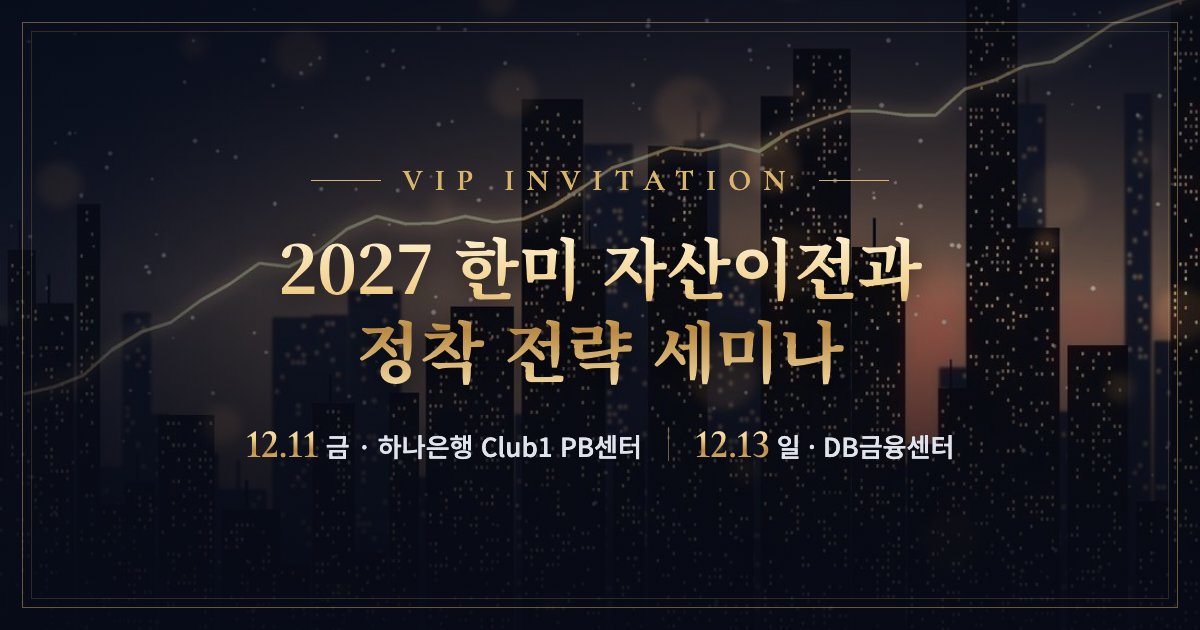 VIP INVITATION
2027 한미 자산이전과
정착 전략 세미나
12.11 금 · 하나은행 Club1 PB센터 | 12.13 일 · DB금융센터